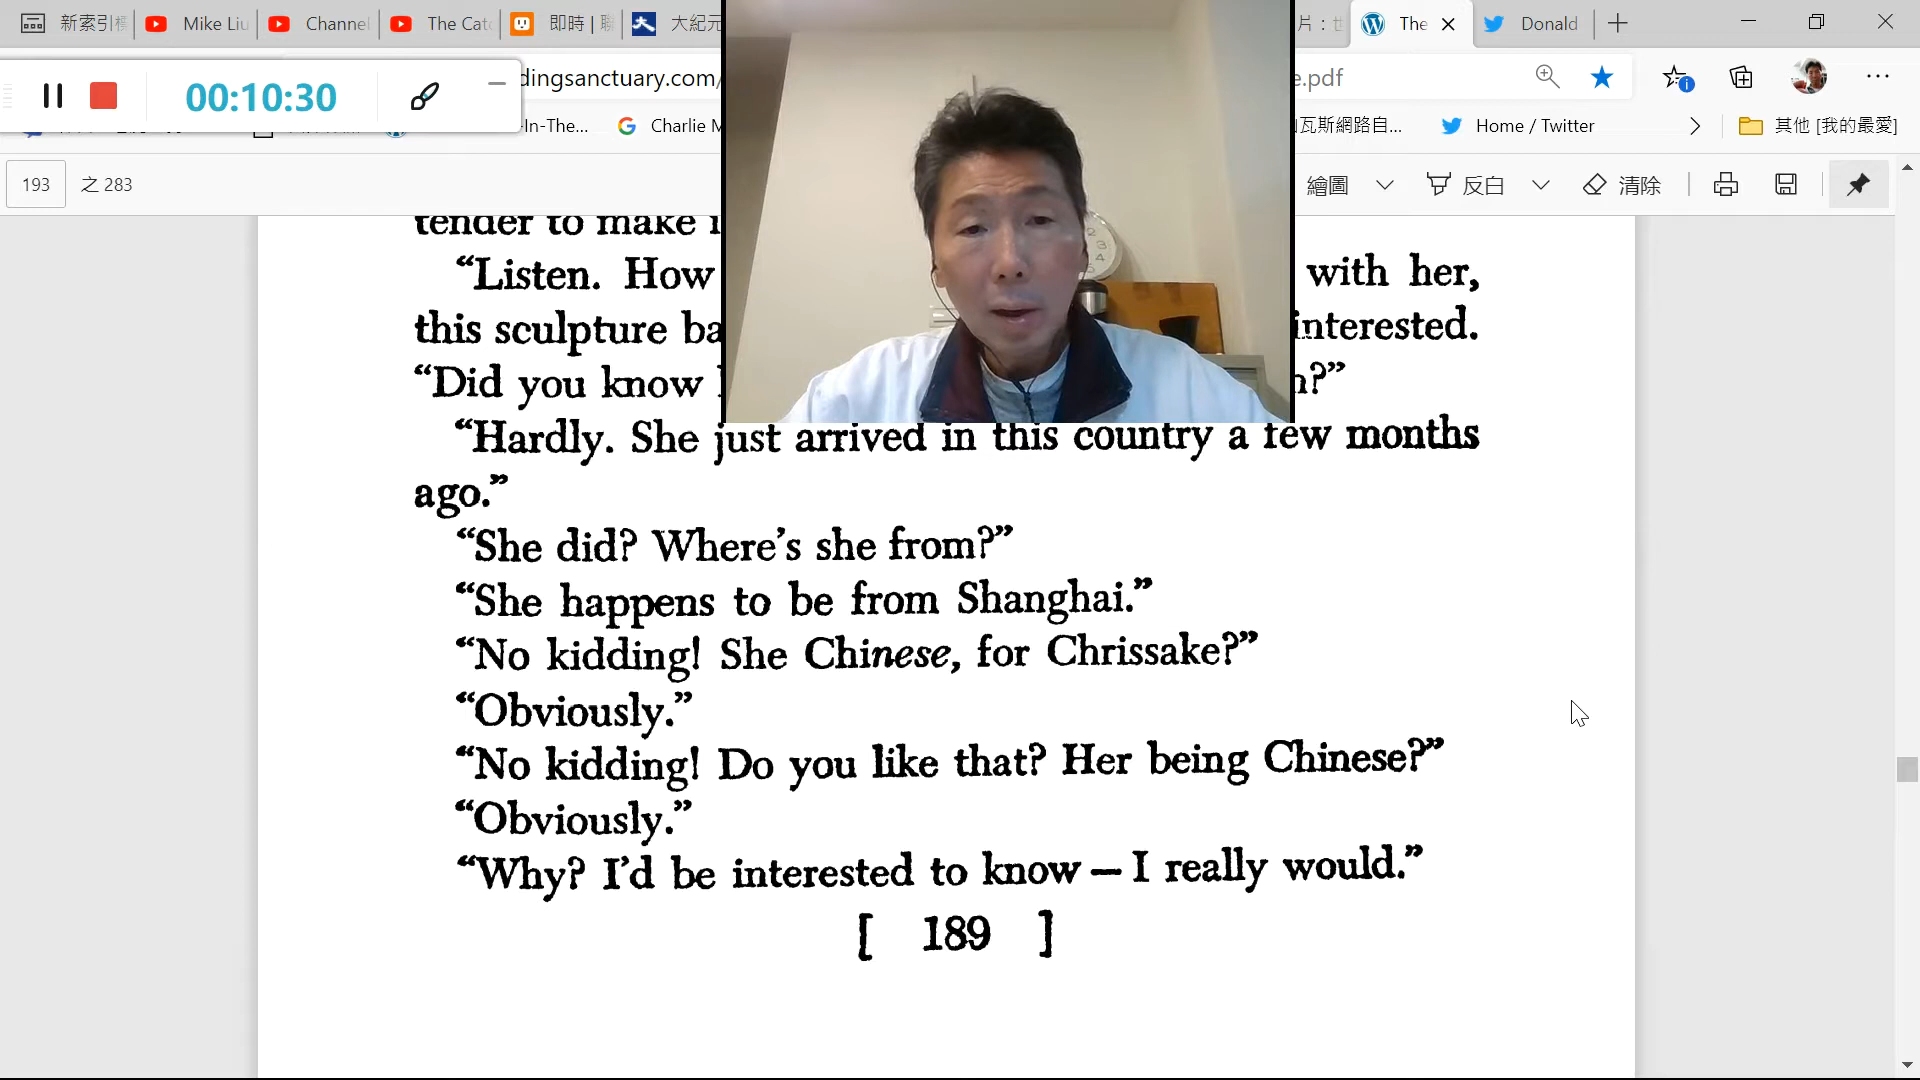 新索引標
Mike Liu
Channel
The Catc
即時 | 聯
大紀元
片：世
The
Donald
00:10:30
dingsanctuary.com/
e.pdf
-In-The...
Charlie M
山瓦斯網路自...
Home / Twitter
其他 [我的最愛]
193 之 283
繪圖
反白
清除
tender to make
“Listen. How with her,
this sculpture ba interested.
“Did you know ?”
“Hardly. She just arrived in this country a few months
ago.”
“She did? Where’s she from?”
“She happens to be from Shanghai.”
“No kidding! She Chinese, for Chrissake?”
“Obviously.”
“No kidding! Do you like that? Her being Chinese?”
“Obviously.”
“Why? I’d be interested to know — I really would.”
[ 189 ]